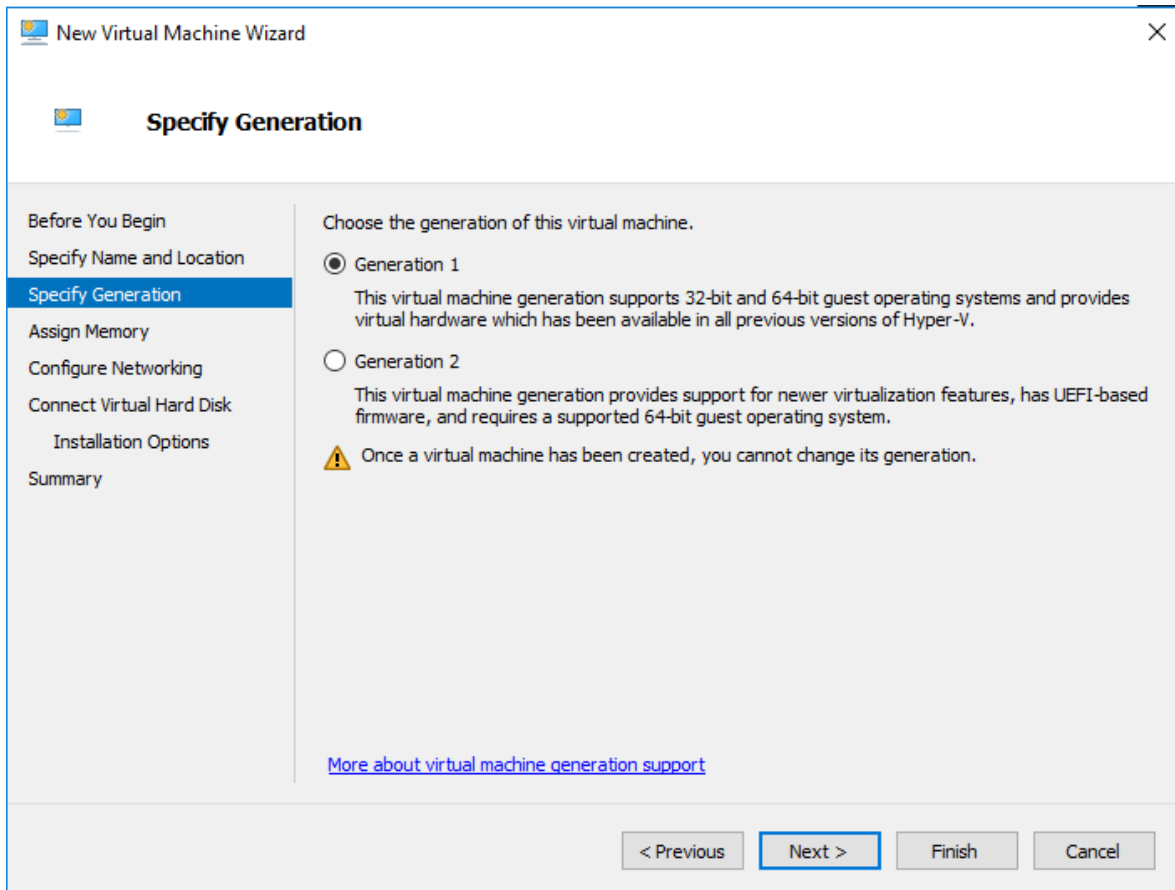 New Virtual Machine Wizard
Specify Generation
Before You Begin
Specify Name and Location
Specify Generation
Assign Memory
Configure Networking
Connect Virtual Hard Disk
Installation Options
Summary
Choose the generation of this virtual machine.
Generation 1
This virtual machine generation supports 32-bit and 64-bit guest operating systems and provides
virtual hardware which has been available in all previous versions of Hyper-V.
Generation 2
This virtual machine generation provides support for newer virtualization features, has UEFI-based
firmware, and requires a supported 64-bit guest operating system.
Once a virtual machine has been created, you cannot change its generation.
More about virtual machine generation support
< Previous
Next >
Finish
Cancel